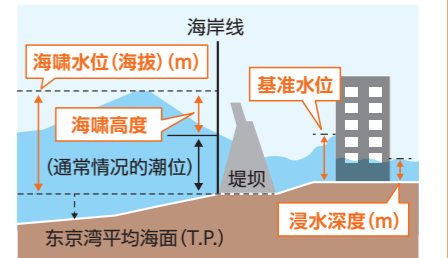 海岸线
海啸水位(海拔)(m)
基准水位
海啸高度
(通常情况的潮位)
堤坝
浸水深度(m)
东京湾平均海面(T.P.)